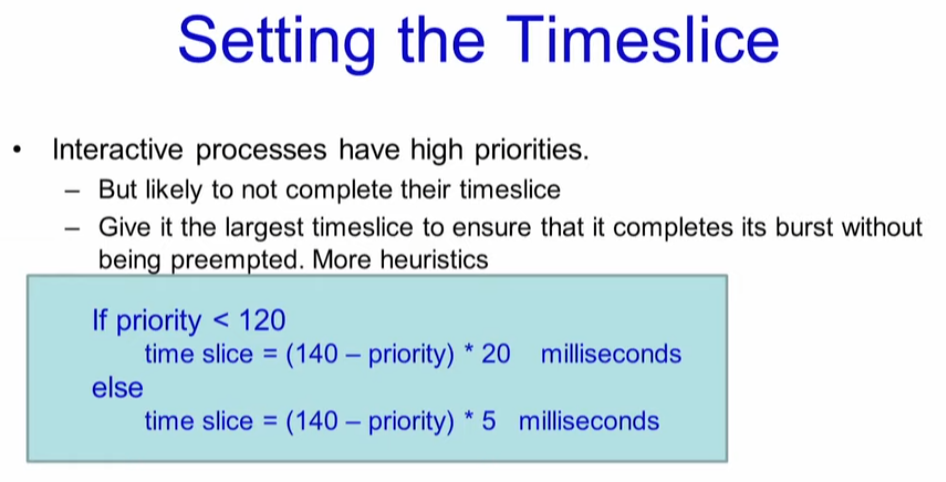 Setting the Timeslice
• Interactive processes have high priorities.
– But likely to not complete their timeslice
– Give it the largest timeslice to ensure that it completes its burst without
being preempted. More heuristics
If priority < 120
time slice = (140 – priority) * 20 milliseconds
else
time slice = (140 – priority) * 5 milliseconds